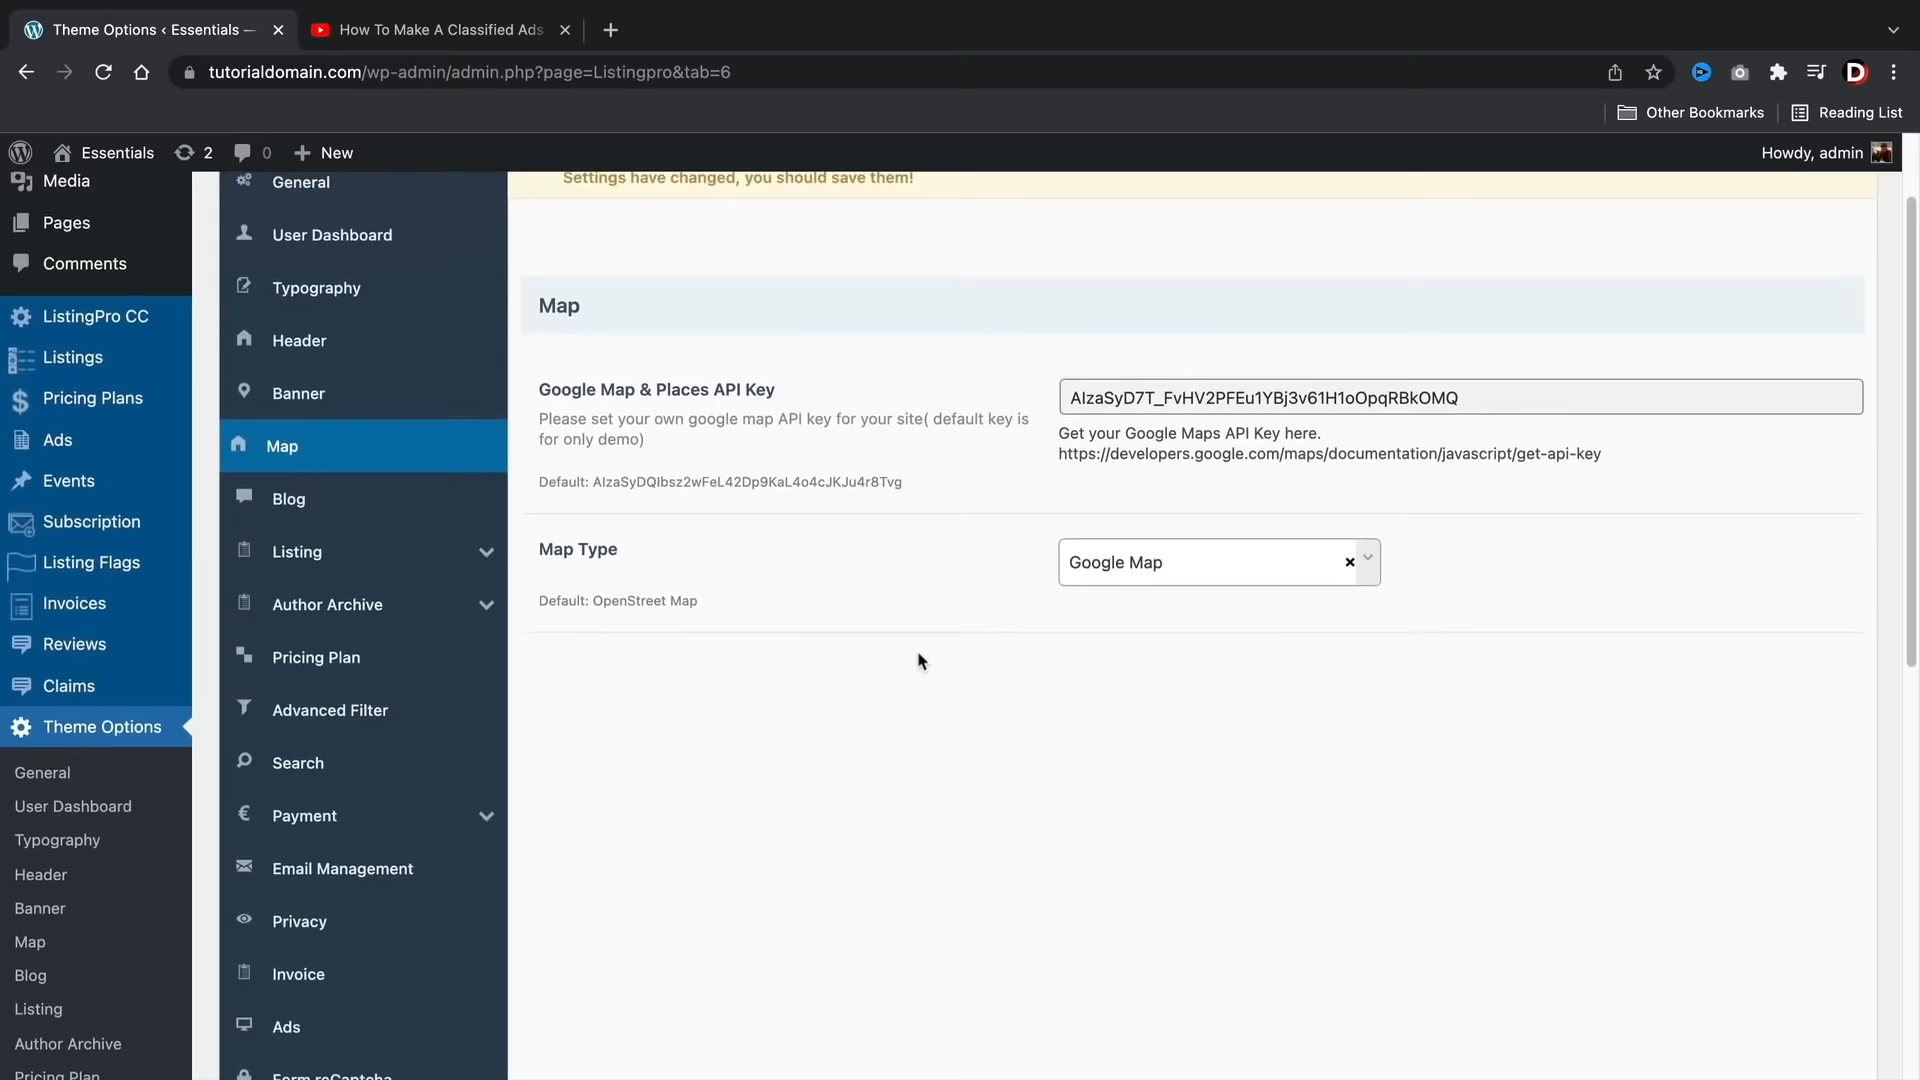 Theme Options ‹ Essentials —
How To Make A Classified Ads
tutorialdomain.com/wp-admin/admin.php?page=Listingpro&tab=6
Other Bookmarks
Reading List
Essentials
2
0
New
Howdy, admin
Media
Pages
Comments
ListingPro CC
Listings
Pricing Plans
Ads
Events
Subscription
Listing Flags
Invoices
Reviews
Claims
Theme Options
General
User Dashboard
Typography
Header
Banner
Map
Blog
Listing
Author Archive
Pricing Plan
General
User Dashboard
Typography
Header
Banner
Map
Blog
Listing
Author Archive
Pricing Plan
Advanced Filter
Search
Payment
Email Management
Privacy
Invoice
Ads
Form reCaptcha
Settings have changed, you should save them!
Map
Google Map & Places API Key
Please set your own google map API key for your site( default key is
for only demo)
Default: AIzaSyDQIbsz2wFeL42Dp9KaL4o4cJKJu4r8Tvg
AIzaSyD7T_FvHV2PFEu1YBj3v61H1oOpqRBkOMQ
Get your Google Maps API Key here.
https://developers.google.com/maps/documentation/javascript/get-api-key
Map Type
Default: OpenStreet Map
Google Map